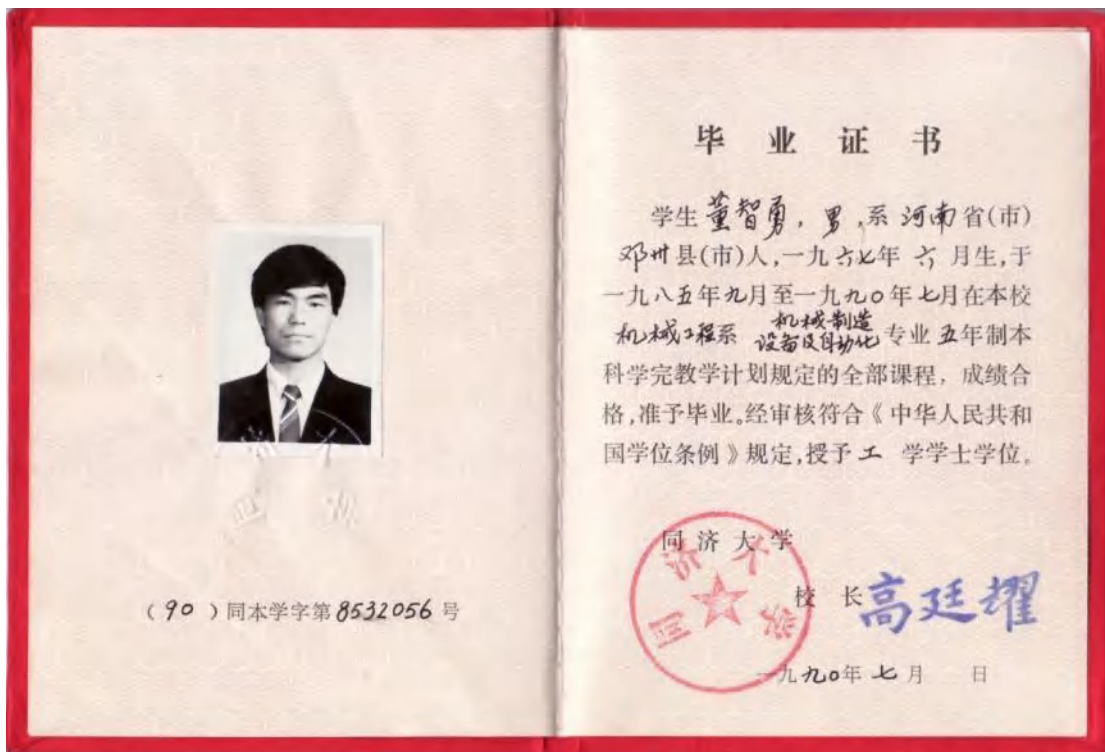 （90）同本学字第8532056号
毕业证书
学生董智勇，男，系河南省(市)
邓州县(市)人，一九六七年六月生，于
一九八五年九月至一九九〇年七月在本校
机械工程系 机械制造
设备及自动化专业五年制本
科学完教学计划规定的全部课程，成绩合
格，准予毕业。经审核符合《中华人民共和
国学位条例》规定，授予工 学学士学位。
同济大学
同济大学
校长高廷耀
一九九〇年七月 日